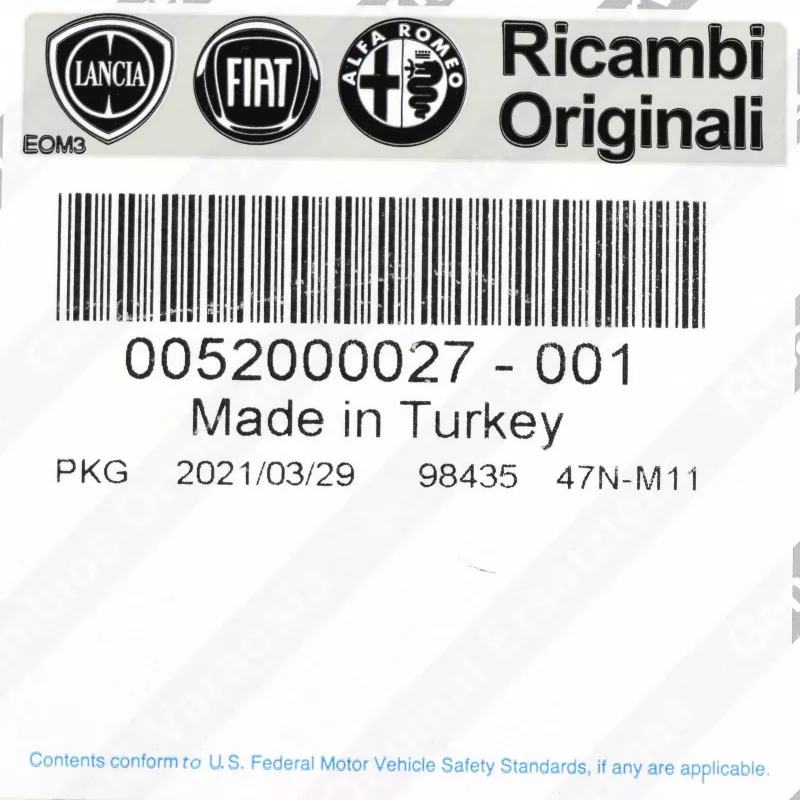 LANCIA
FIAT
ALFA ROMEO
Ricambi
Originali
EOM3
0052000027 - 001
Made in Turkey
PKG 2021/03/29 98435 47N-M11
Contents conform to U.S. Federal Motor Vehicle Safety Standards, if any are applicable.